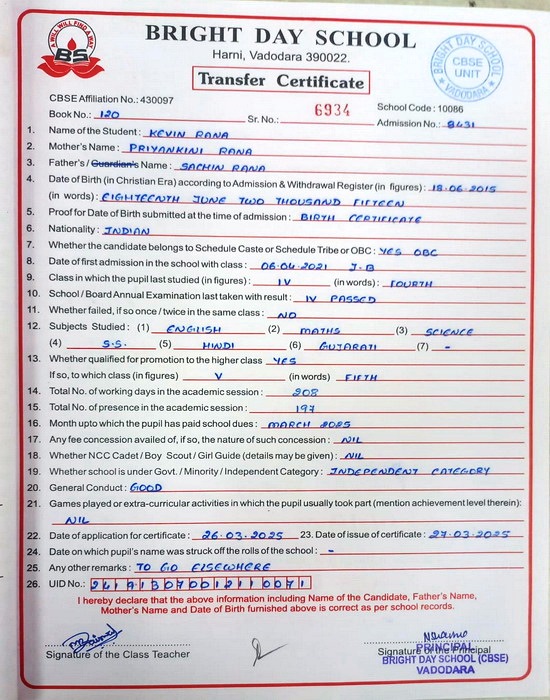 A WILL WILL FIND A WAY
BS
BRIGHT DAY SCHOOL
Harni, Vadodara 390022.
Transfer Certificate
BRIGHT DAY SCHOOL
CBSE
UNIT
VADODARA
CBSE Affiliation No.: 430097
School Code : 10086
Book No.: 120 Sr. No.: 6934 Admission No.: 8431
1. Name of the Student : KEVIN RANA
2. Mother's Name : PRIYANKINI RANA
3. Father's / Guardian's Name : SACHIN RANA
4. Date of Birth (in Christian Era) according to Admission & Withdrawal Register (in figures) : 18.06.2015
(in words) : EIGHTEENTH JUNE TWO THOUSAND FIFTEEN
5. Proof for Date of Birth submitted at the time of admission : BIRTH CERTIFICATE
6. Nationality : INDIAN
7. Whether the candidate belongs to Schedule Caste or Schedule Tribe or OBC : YES OBC
8. Date of first admission in the school with class : 06.04.2021 I-B
9. Class in which the pupil last studied (in figures) : IV (in words) : FOURTH
10. School / Board Annual Examination last taken with result : IV PASSED
11. Whether failed, if so once / twice in the same class : NO
12. Subjects Studied : (1) ENGLISH (2) MATHS (3) SCIENCE
(4) S.S. (5) HINDI (6) GUJARATI (7) -
13. Whether qualified for promotion to the higher class YES
If so, to which class (in figures) V (in words) FIFTH
14. Total No. of working days in the academic session : 208
15. Total No. of presence in the academic session : 197
16. Month upto which the pupil has paid school dues : MARCH 2025
17. Any fee concession availed of, if so, the nature of such concession : NIL
18. Whether NCC Cadet / Boy Scout / Girl Guide (details may be given) : NIL
19. Whether school is under Govt. / Minority / Independent Category : INDEPENDENT CATEGORY
20. General Conduct : GOOD
21. Games played or extra-curricular activities in which the pupil usually took part (mention achievement level therein):
NIL
22. Date of application for certificate : 26.03.2025 23. Date of issue of certificate : 27.03.2025
24. Date on which pupil's name was struck off the rolls of the school : -
25. Any other remarks : TO GO ELSEWHERE
26. UID No.:
I hereby declare that the above information including Name of the Candidate, Father's Name,
Mother's Name and Date of Birth furnished above is correct as per school records.
Signature of the Class Teacher
Signature of the Principal
PRINCIPAL
BRIGHT DAY SCHOOL (CBSE)
VADODARA